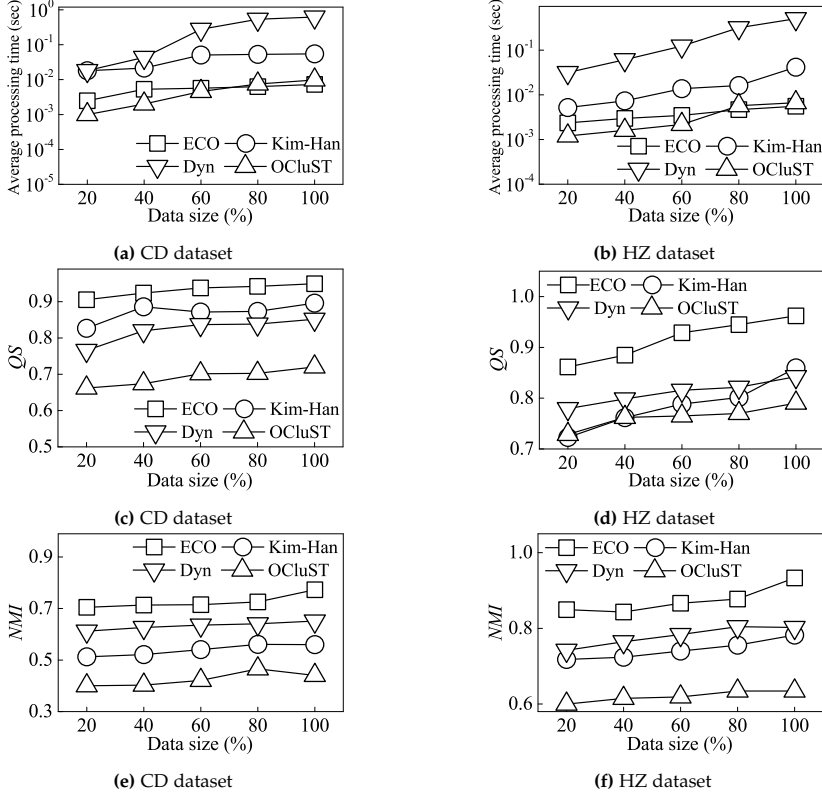 Average processing time (sec)
10^0
10^-1
10^-2
10^-3
10^-4
10^-5
ECO Kim-Han
Dyn OCluST
20 40 60 80 100
Data size (%)
(a) CD dataset
Average processing time (sec)
10^-1
10^-2
10^-3
10^-4
ECO Kim-Han
Dyn OCluST
20 40 60 80 100
Data size (%)
(b) HZ dataset
QS
0.9
0.8
0.7
0.6
0.5
ECO Kim-Han
Dyn OCluST
20 40 60 80 100
Data size (%)
(c) CD dataset
QS
1.0
0.9
0.8
0.7
ECO Kim-Han
Dyn OCluST
20 40 60 80 100
Data size (%)
(d) HZ dataset
NMI
0.9
0.7
0.5
0.3
ECO Kim-Han
Dyn OCluST
20 40 60 80 100
Data size (%)
(e) CD dataset
NMI
1.0
0.8
0.6
ECO Kim-Han
Dyn OCluST
20 40 60 80 100
Data size (%)
(f) HZ dataset